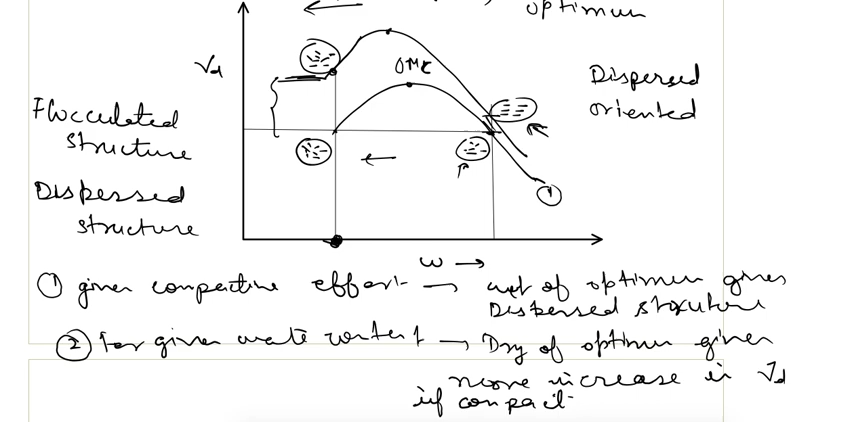 optimum
γd
OMC
Dispersed
oriented
Flocculated
structure
Dispersed
structure
①
w →
① given compactive effort → wet of optimum gives
Dispersed structure
② For given water content → Dry of optimum gives
more increase in γd
if compact